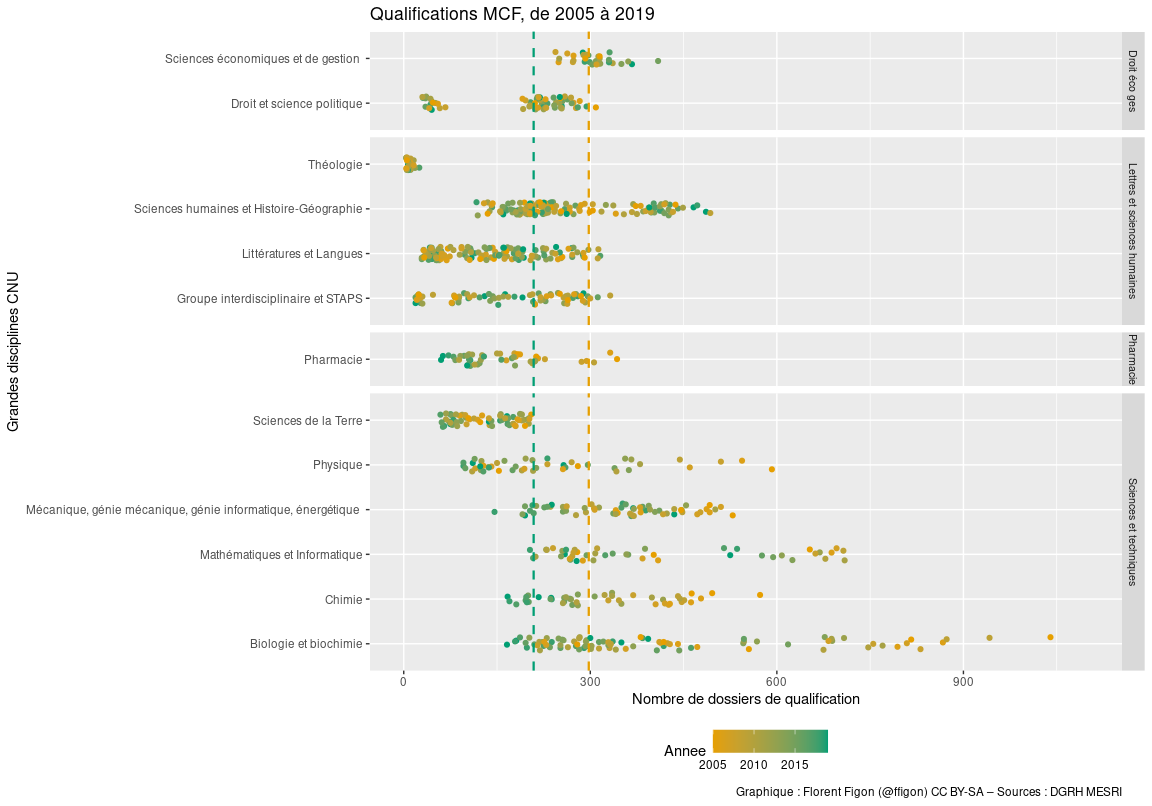 Qualifications MCF, de 2005 à 2019
Grandes disciplines CNU
Sciences économiques et de gestion
Droit et science politique
Droit éco ges
Théologie
Sciences humaines et Histoire-Géographie
Littératures et Langues
Groupe interdisciplinaire et STAPS
Lettres et sciences humaines
Pharmacie
Pharmacie
Sciences de la Terre
Physique
Mécanique, génie mécanique, génie informatique, énergétique
Mathématiques et Informatique
Chimie
Biologie et biochimie
Sciences et techniques
0 300 600 900
Nombre de dossiers de qualification
Annee
2005 2010 2015
Graphique : Florent Figon (@ffigon) CC BY-SA – Sources : DGRH MESRI